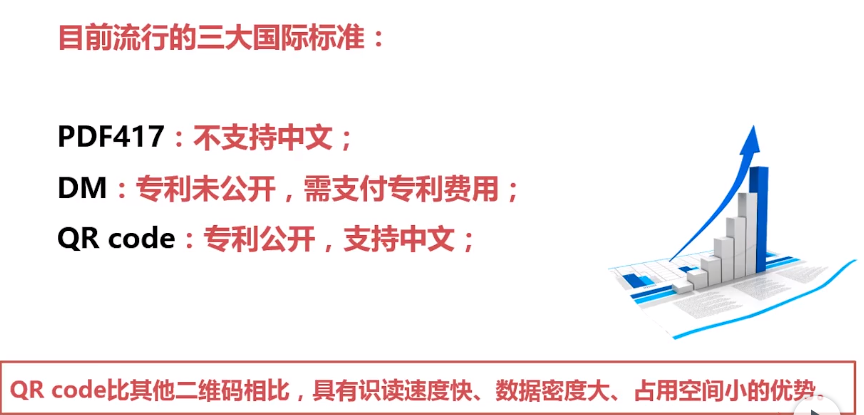 目前流行的三大国际标准：
PDF417：不支持中文；
DM：专利未公开，需支付专利费用；
QR code：专利公开，支持中文；
QR code比其他二维码相比，具有识读速度快、数据密度大、占用空间小的优势。